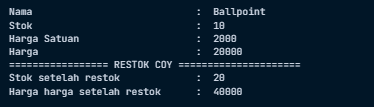 Nama : Ballpoint
Stok : 10
Harga Satuan : 2000
Harga : 20000
================= RESTOK COY =====================
Stok setelah restok : 20
Harga harga setelah restok : 40000